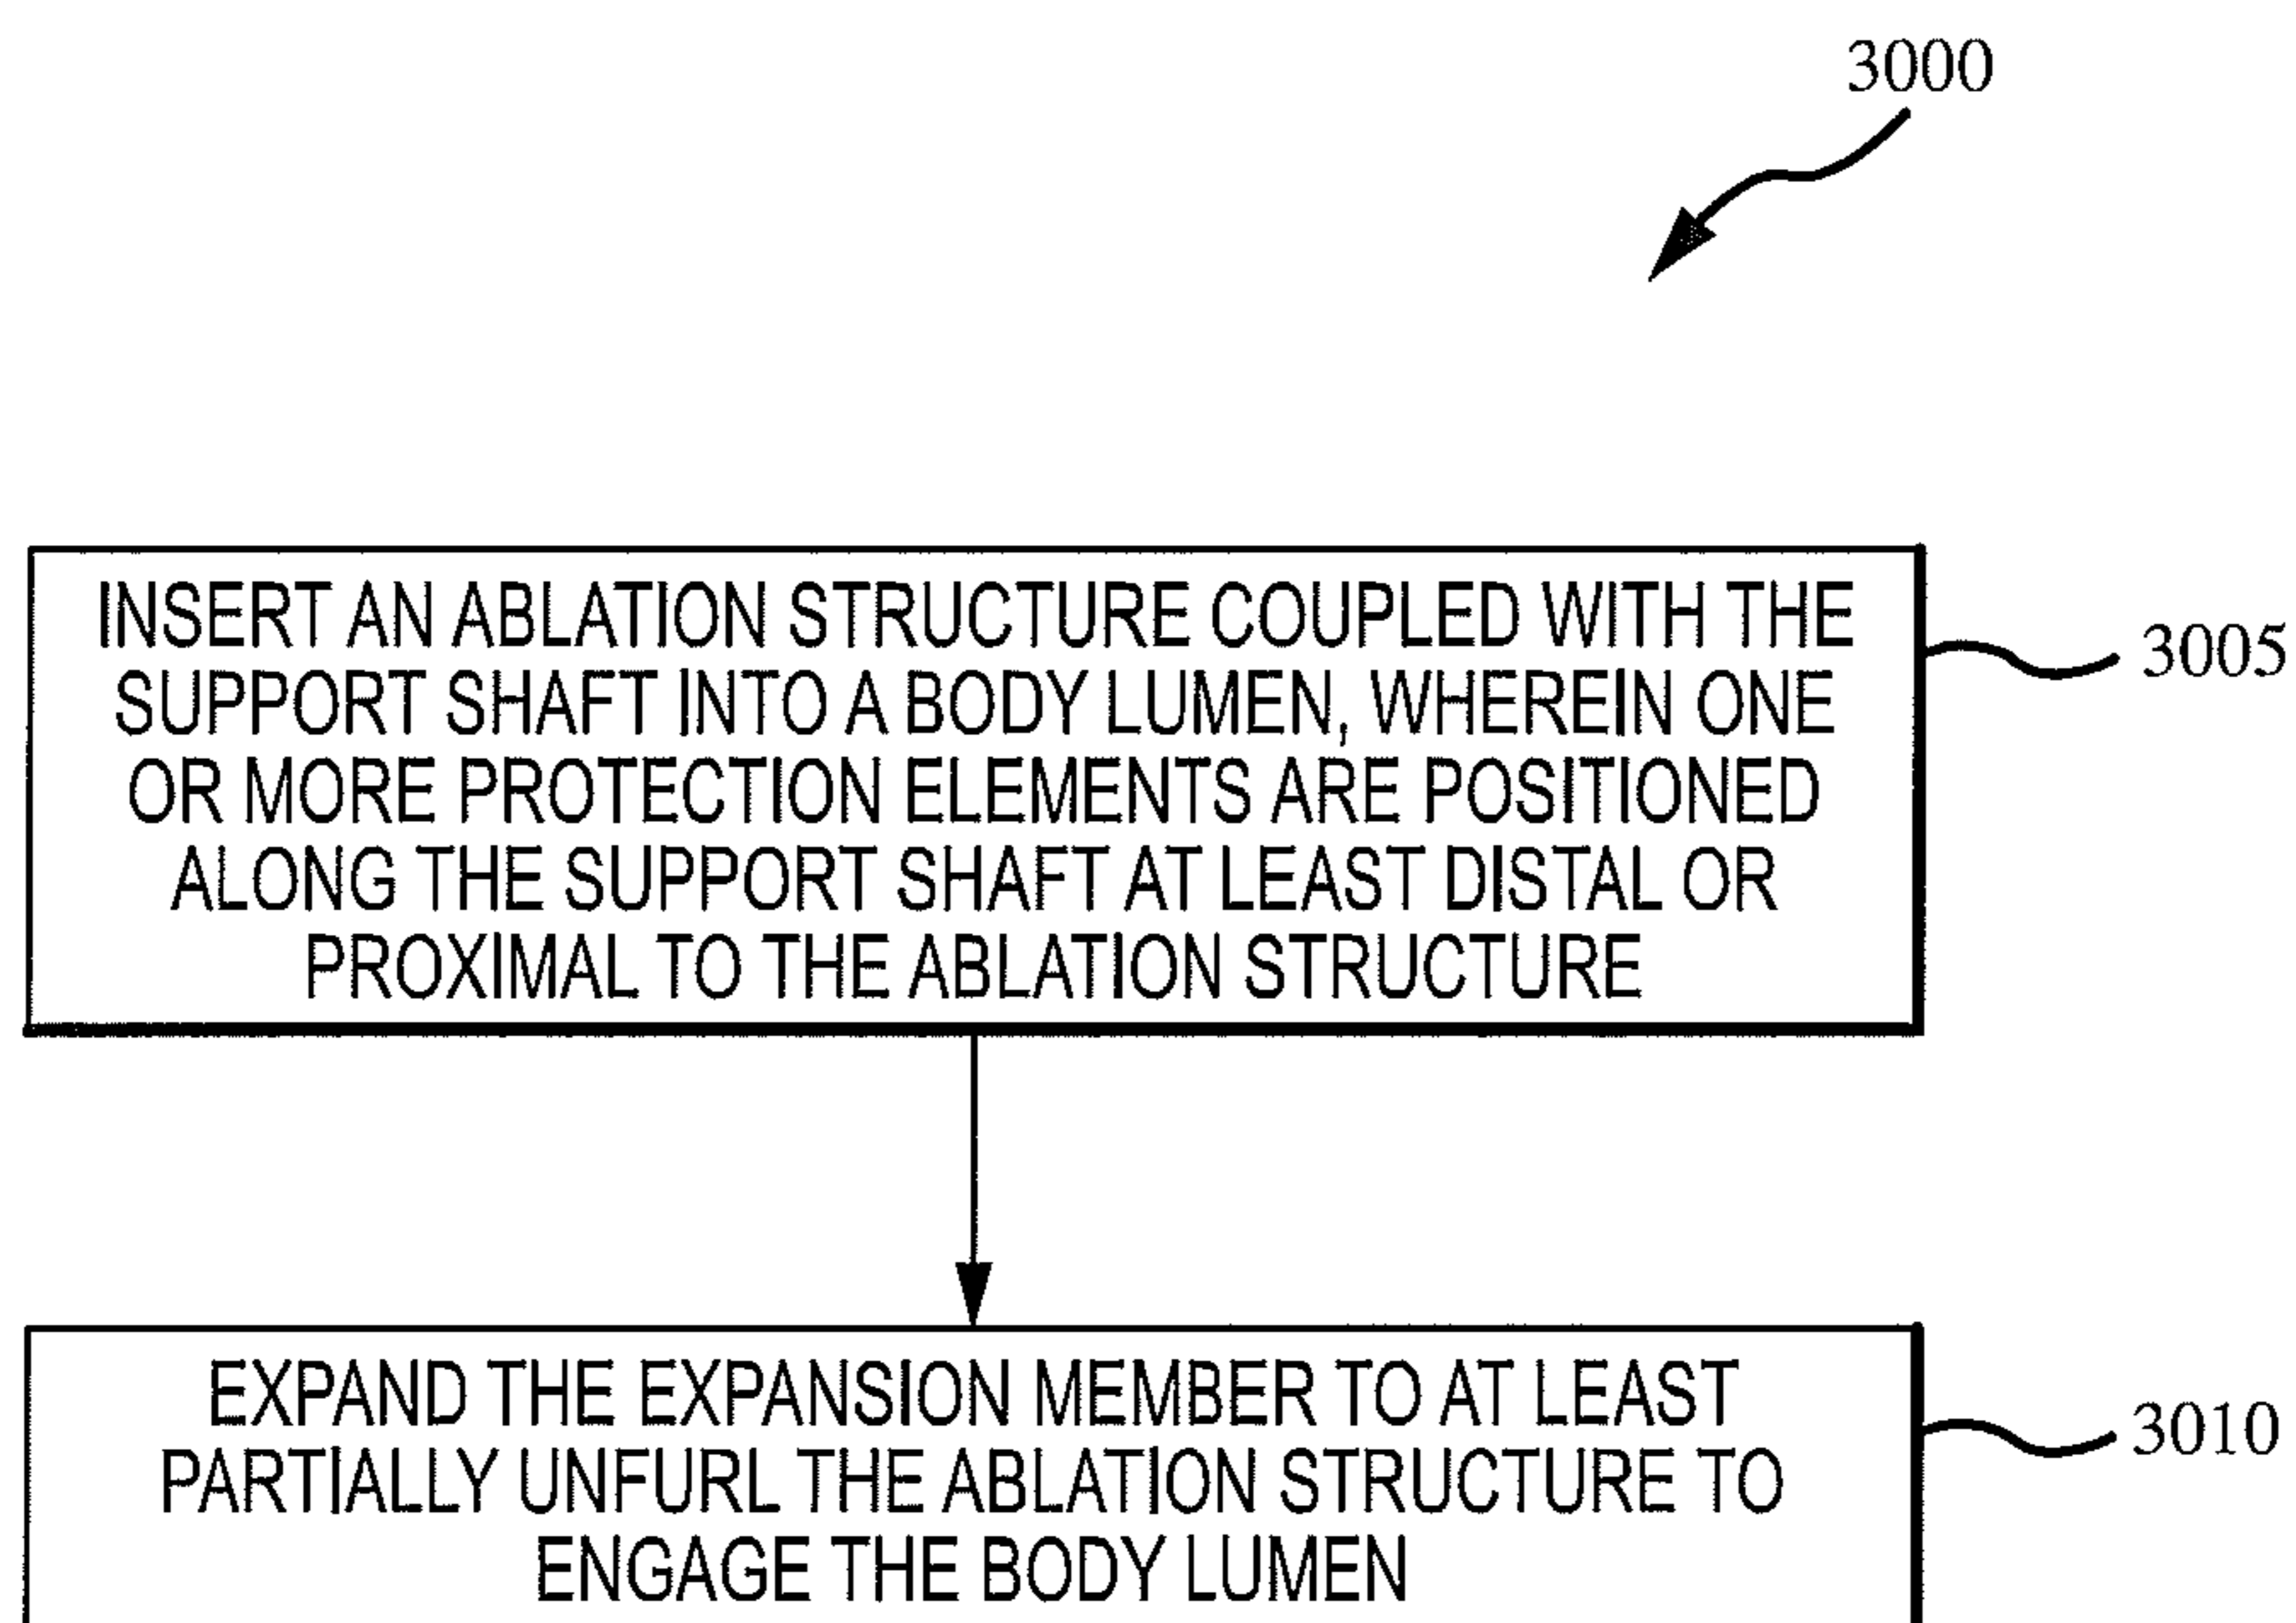 3000
INSERT AN ABLATION STRUCTURE COUPLED WITH THE
SUPPORT SHAFT INTO A BODY LUMEN, WHEREIN ONE
OR MORE PROTECTION ELEMENTS ARE POSITIONED
ALONG THE SUPPORT SHAFT AT LEAST DISTAL OR
PROXIMAL TO THE ABLATION STRUCTURE
3005
EXPAND THE EXPANSION MEMBER TO AT LEAST
PARTIALLY UNFURL THE ABLATION STRUCTURE TO
ENGAGE THE BODY LUMEN
3010